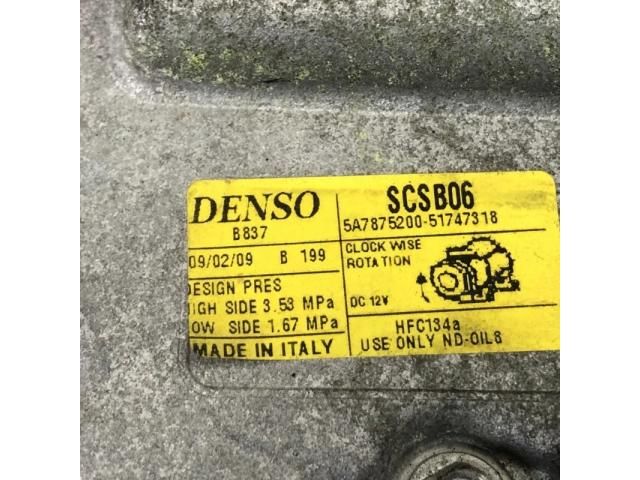 DENSO
B837
SCSB06
5A7875200-51747318
09/02/09 B 199
CLOCK WISE
ROTATION
DC 12V
DESIGN PRES
HIGH SIDE 3.53 MPa
LOW SIDE 1.67 MPa
MADE IN ITALY
HFC134a
USE ONLY ND-OIL8